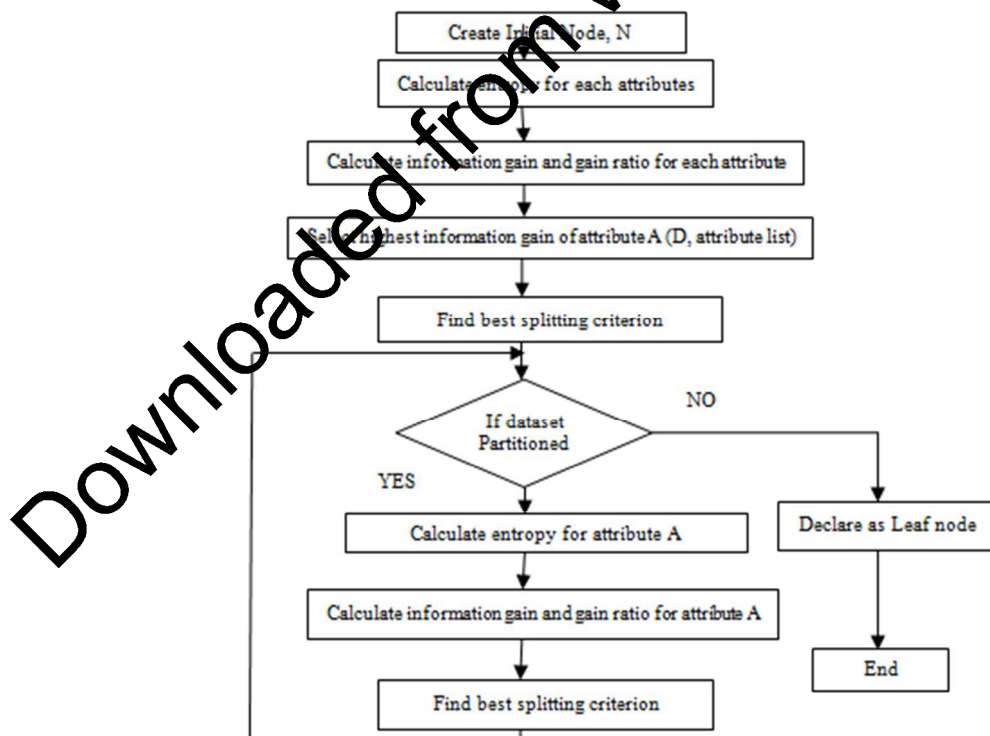 Create Initial Node, N
Calculate entropy for each attributes
Calculate information gain and gain ratio for each attribute
Select highest information gain of attribute A (D, attribute list)
Find best splitting criterion
If dataset
Partitioned
NO
YES
Calculate entropy for attribute A
Declare as Leaf node
Calculate information gain and gain ratio for attribute A
End
Find best splitting criterion
Downloaded from